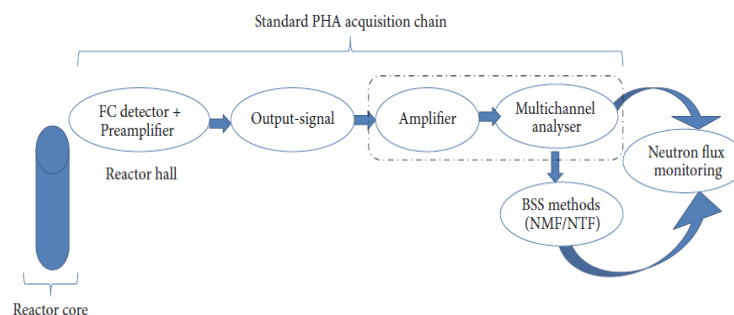 Standard PHA acquisition chain
FC detector +
Preamplifier
Output-signal
Amplifier
Multichannel
analyser
Neutron flux
monitoring
Reactor hall
BSS methods
(NMF/NTF)
Reactor core